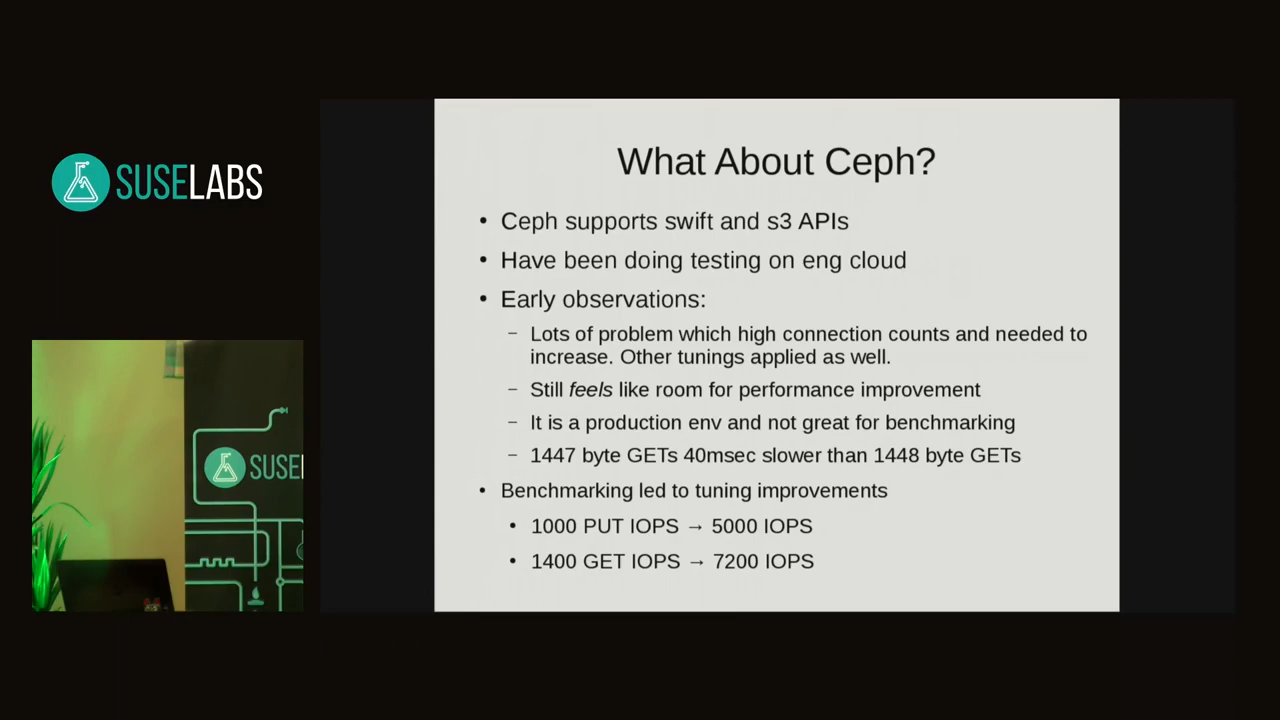 SUSELABS
What About Ceph?
• Ceph supports swift and s3 APIs
• Have been doing testing on eng cloud
• Early observations:
– Lots of problem which high connection counts and needed to
increase. Other tunings applied as well.
– Still feels like room for performance improvement
– It is a production env and not great for benchmarking
– 1447 byte GETs 40msec slower than 1448 byte GETs
• Benchmarking led to tuning improvements
• 1000 PUT IOPS → 5000 IOPS
• 1400 GET IOPS → 7200 IOPS
SUSE